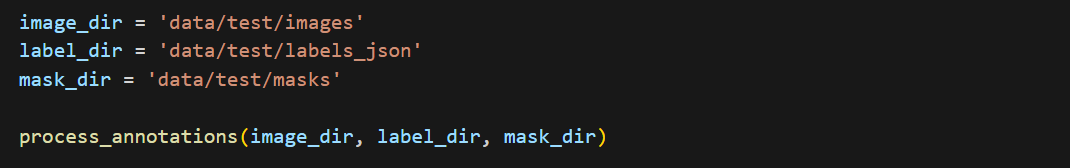 image_dir = 'data/test/images'
label_dir = 'data/test/labels_json'
mask_dir = 'data/test/masks'
process_annotations(image_dir, label_dir, mask_dir)